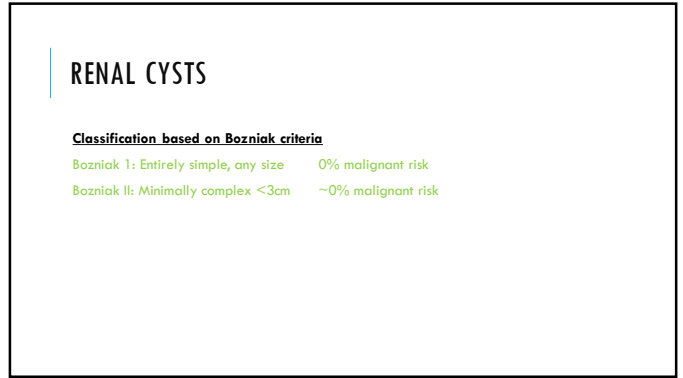 RENAL CYSTS
Classification based on Bozniak criteria
Bozniak 1: Entirely simple, any size 0% malignant risk
Bozniak II: Minimally complex <3cm ~0% malignant risk